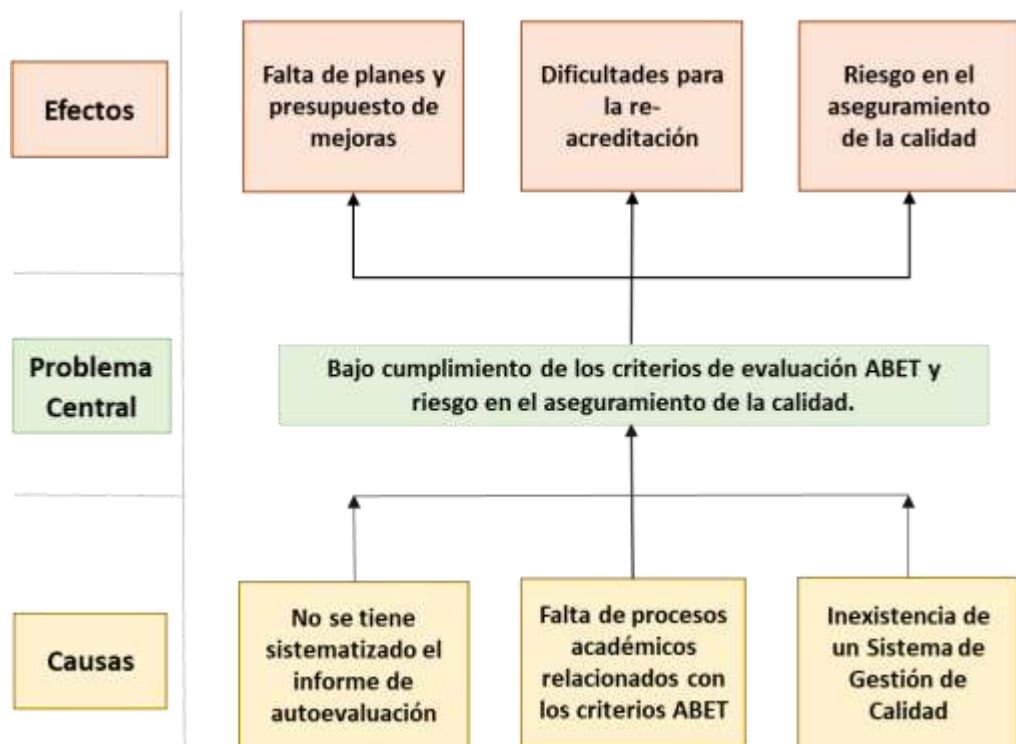 Efectos
Falta de planes y
presupuesto de
mejoras
Dificultades para
la re-
acreditación
Riesgo en el
aseguramiento
de la calidad
Problema
Central
Bajo cumplimiento de los criterios de evaluación ABET y
riesgo en el aseguramiento de la calidad.
Causas
No se tiene
sistematizado el
informe de
autoevaluación
Falta de procesos
académicos
relacionados con
los criterios ABET
Inexistencia de
un Sistema de
Gestión de
Calidad